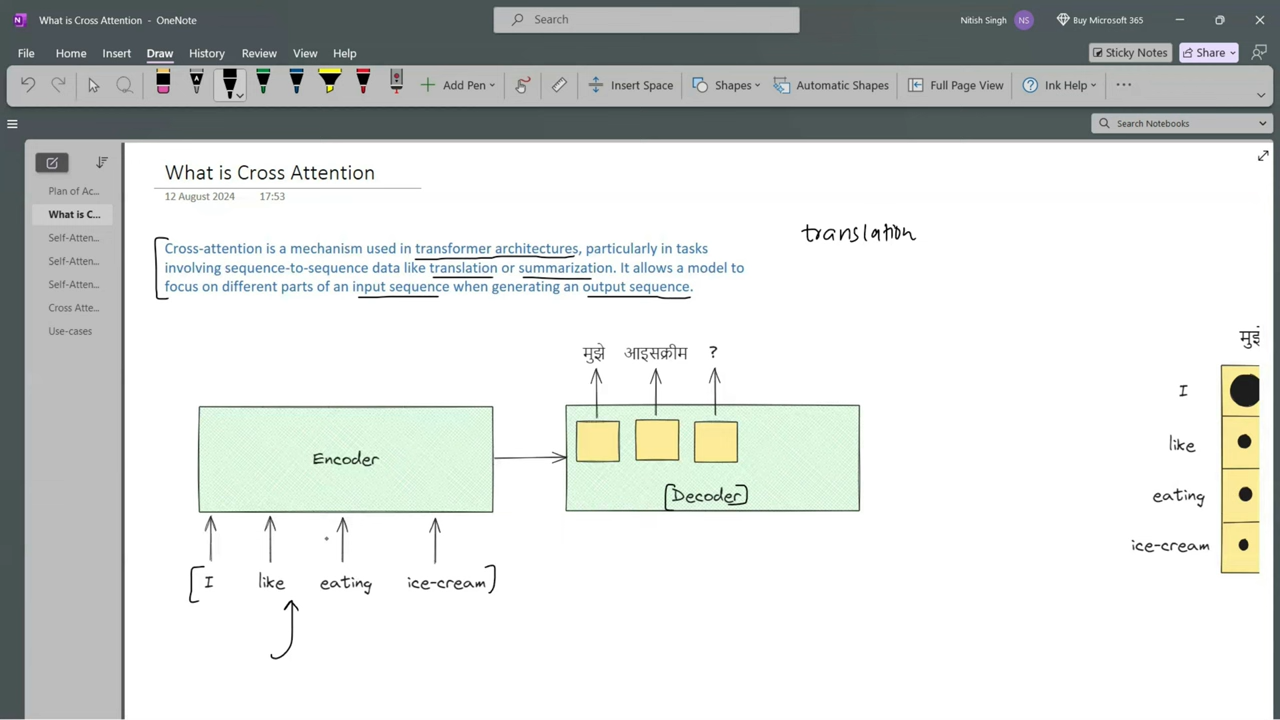 What is Cross Attention - OneNote
Search
Nitish Singh NS
Buy Microsoft 365
File Home Insert Draw History Review View Help
Sticky Notes Share
Add Pen Insert Space Shapes Automatic Shapes Full Page View Ink Help
Search Notebooks
What is Cross Attention
12 August 2024 17:53
Plan of Ac...
What is C...
Self-Atten...
Self-Atten...
Self-Atten...
Cross Atte...
Use-cases
translation
Cross-attention is a mechanism used in transformer architectures, particularly in tasks
involving sequence-to-sequence data like translation or summarization. It allows a model to
focus on different parts of an input sequence when generating an output sequence.
मुझे आइसक्रीम ?
Encoder
[Decoder]
[I like eating ice-cream]
I
like
eating
ice-cream